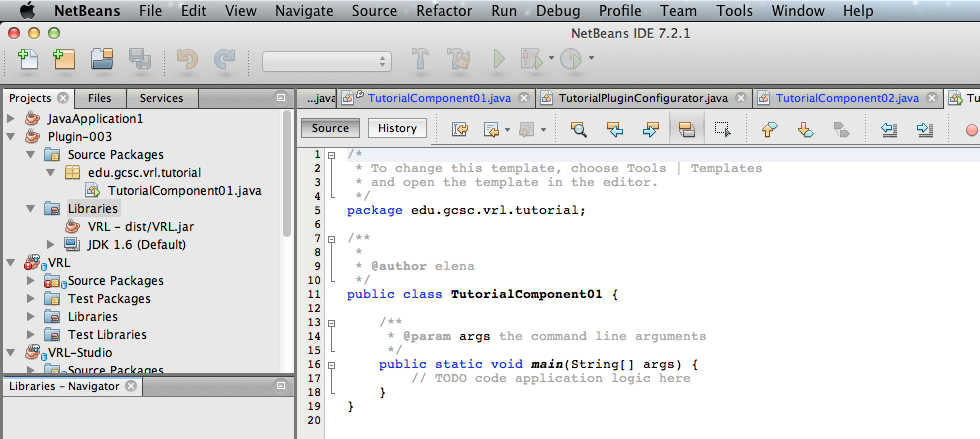 NetBeans File Edit View Navigate Source Refactor Run Debug Profile Team Tools Window Help
NetBeans IDE 7.2.1
Projects Files Services
...java TutorialComponent01.java TutorialPluginConfigurator.java TutorialComponent02.java Tu
Source History
JavaApplication1
Plugin-003
Source Packages
edu.gcsc.vrl.tutorial
TutorialComponent01.java
Libraries
VRL - dist/VRL.jar
JDK 1.6 (Default)
VRL
Source Packages
Test Packages
Libraries
Test Libraries
VRL-Studio
Source Packages
Libraries - Navigator
1 /*
2  * To change this template, choose Tools | Templates
3  * and open the template in the editor.
4  */
5 package edu.gcsc.vrl.tutorial;
6
7 /**
8  *
9  * @author elena
10  */
11 public class TutorialComponent01 {
12
13     /**
14      * @param args the command line arguments
15      */
16     public static void main(String[] args) {
17         // TODO code application logic here
18     }
19 }
20